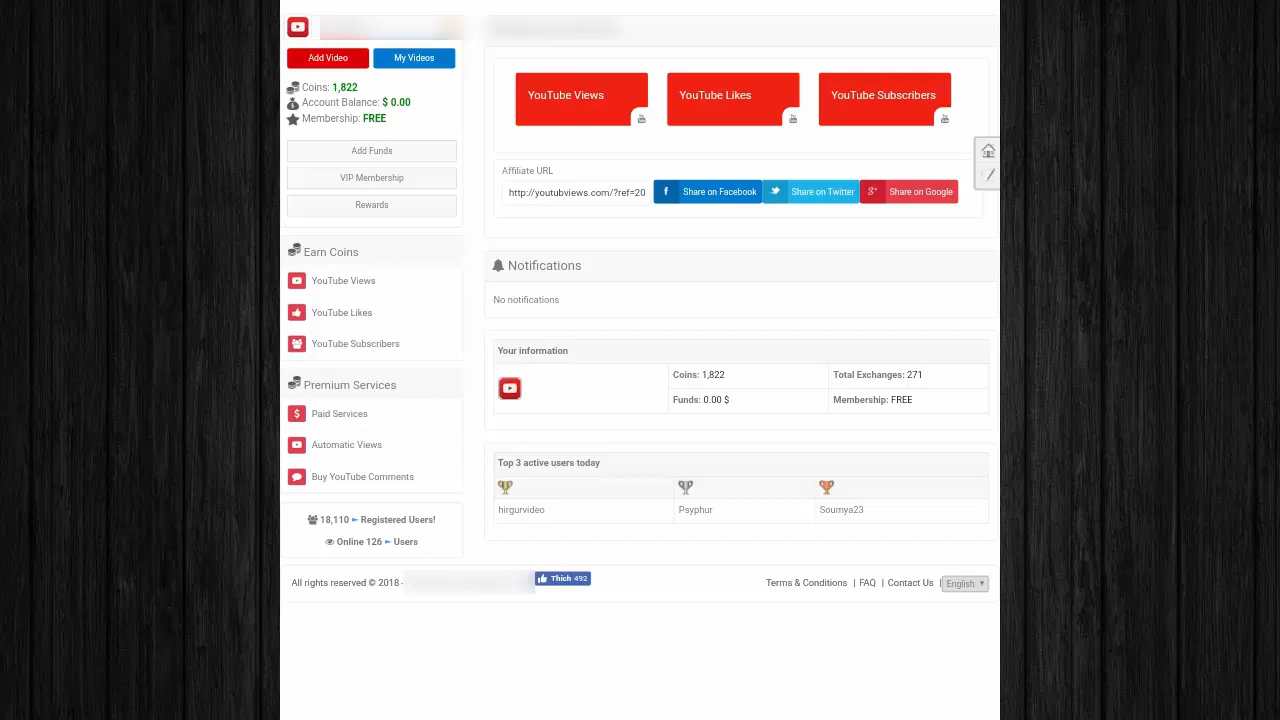 Add Video
My Videos
Coins: 1,822
Account Balance: $ 0.00
Membership: FREE
Add Funds
VIP Membership
Rewards
Earn Coins
YouTube Views
YouTube Likes
YouTube Subscribers
Premium Services
Paid Services
Automatic Views
Buy YouTube Comments
18,110 ► Registered Users!
Online 126 ► Users
YouTube Views
YouTube Likes
YouTube Subscribers
Affiliate URL
http://youtubviews.com/?ref=20
Share on Facebook
Share on Twitter
Share on Google
Notifications
No notifications
Your information
Coins: 1,822
Total Exchanges: 271
Funds: 0.00 $
Membership: FREE
Top 3 active users today
hirgurvideo
Psyphur
Soumya23
All rights reserved © 2018 -
Thích 492
Terms & Conditions | FAQ | Contact Us |
English